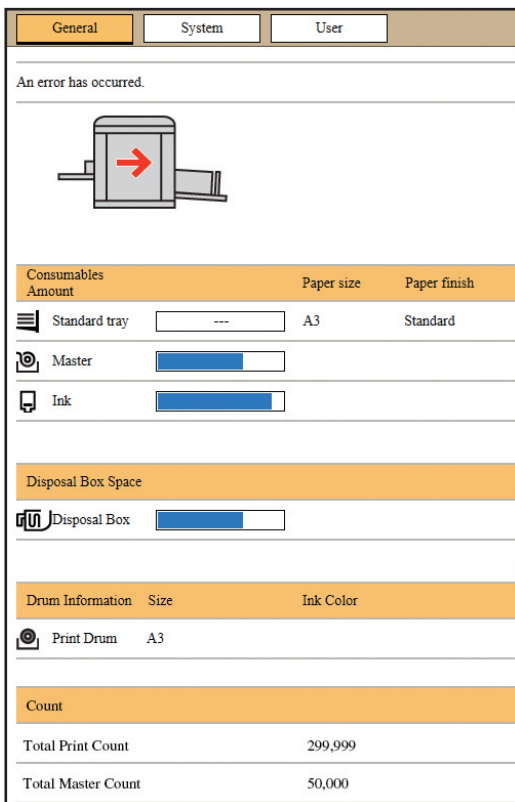 General System User
An error has occurred.
Consumables
Amount Paper size Paper finish
Standard tray --- A3 Standard
Master
Ink
Disposal Box Space
Disposal Box
Drum Information Size Ink Color
Print Drum A3
Count
Total Print Count 299,999
Total Master Count 50,000